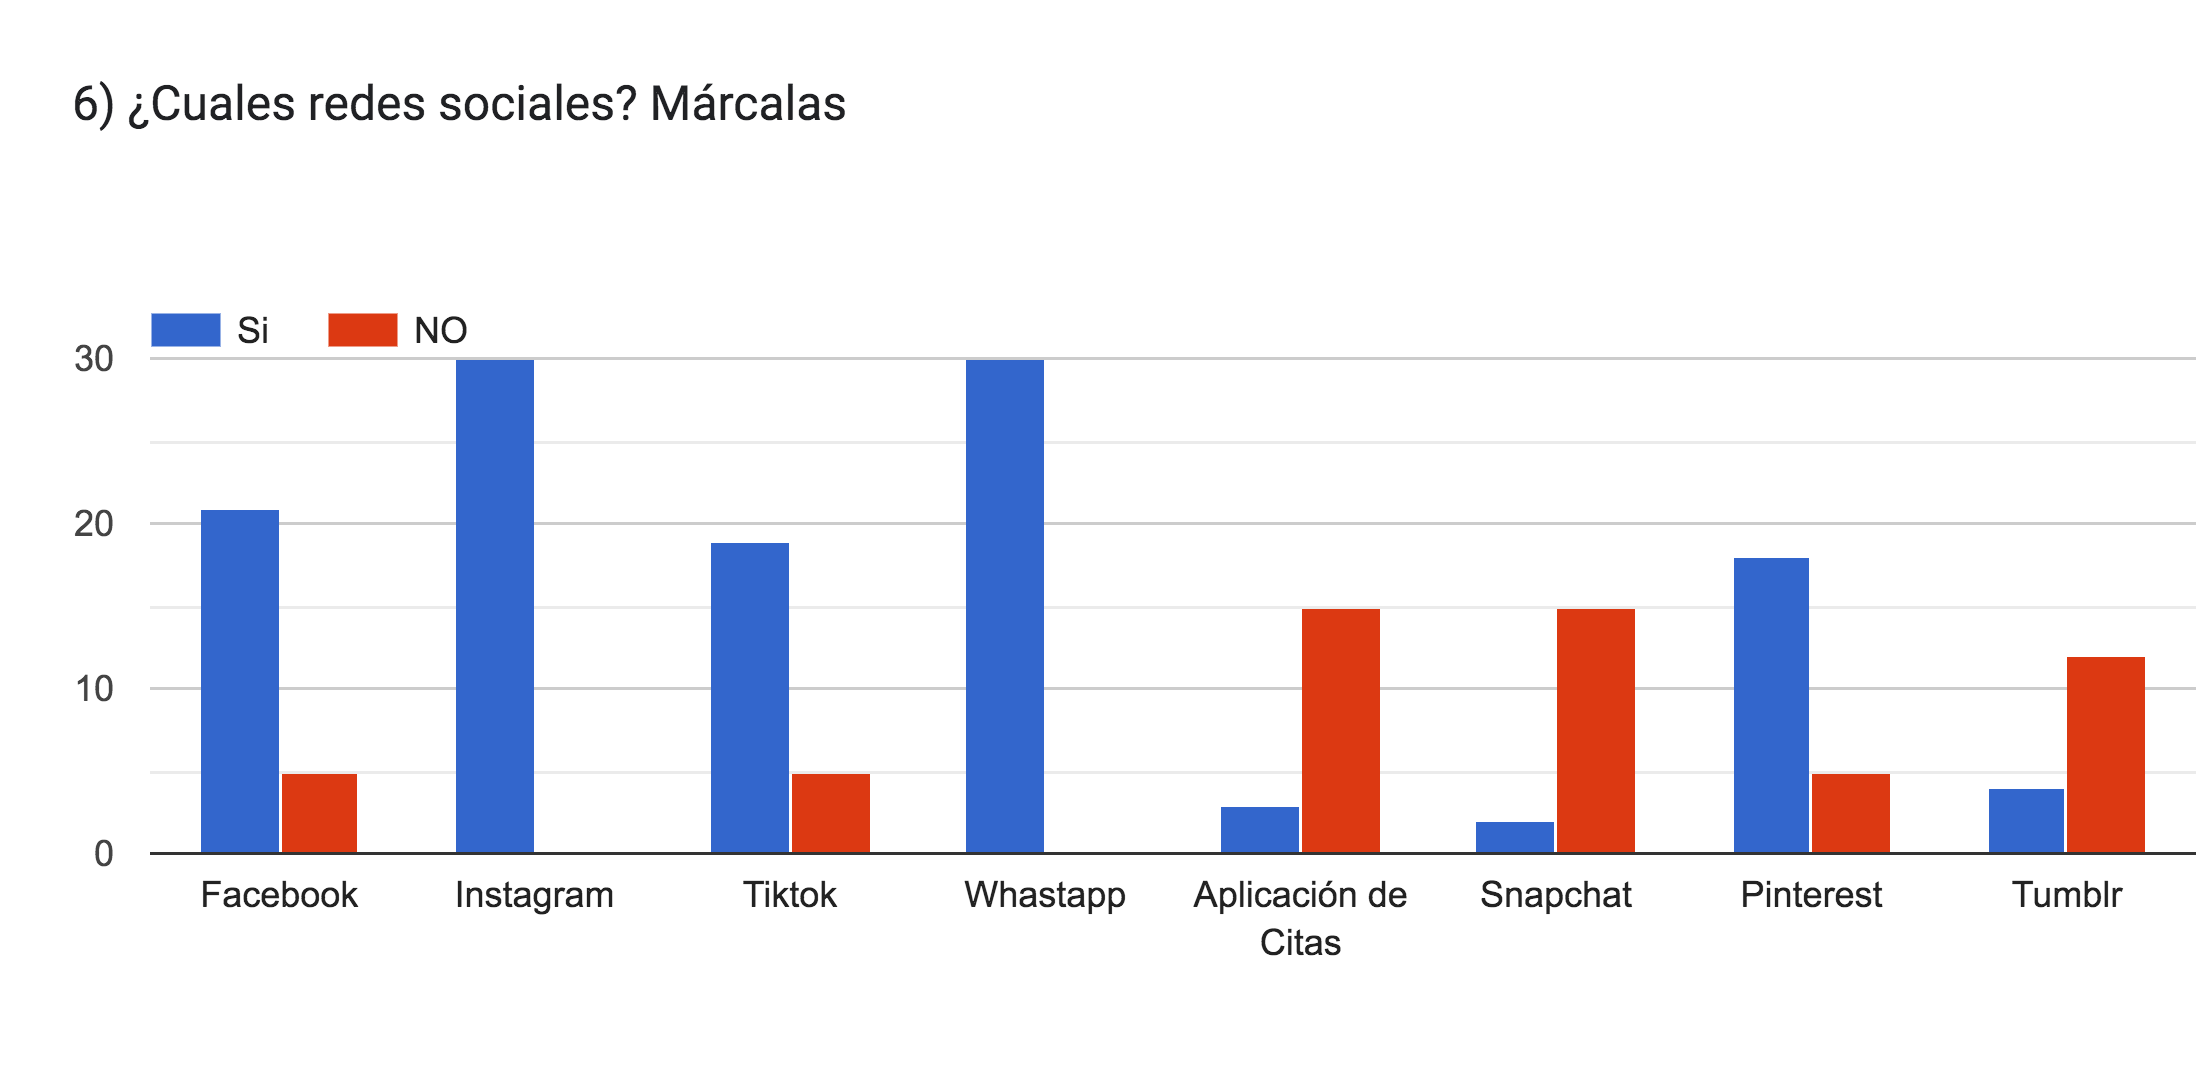 6) ¿Cuales redes sociales? Márcalas
Si NO
30
20
10
0
Facebook Instagram Tiktok Whastapp Aplicación de Snapchat Pinterest Tumblr
Citas